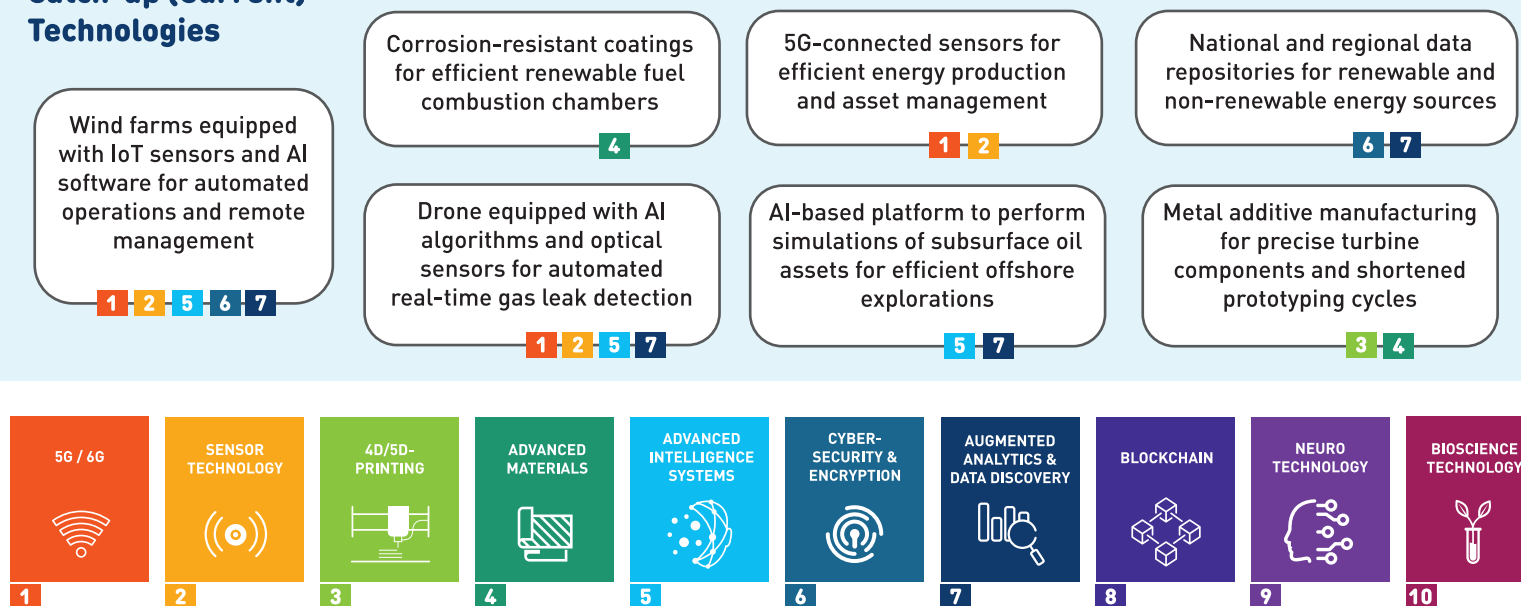 Technologies
Wind farms equipped
with IoT sensors and AI
software for automated
operations and remote
management
1 2 5 6 7
Corrosion-resistant coatings
for efficient renewable fuel
combustion chambers
4
5G-connected sensors for
efficient energy production
and asset management
1 2
National and regional data
repositories for renewable and
non-renewable energy sources
6 7
Drone equipped with AI
algorithms and optical
sensors for automated
real-time gas leak detection
1 2 5 7
AI-based platform to perform
simulations of subsurface oil
assets for efficient offshore
explorations
5 7
Metal additive manufacturing
for precise turbine
components and shortened
prototyping cycles
3 4
5G / 6G
1
SENSOR
TECHNOLOGY
2
4D/5D-
PRINTING
3
ADVANCED
MATERIALS
4
ADVANCED
INTELLIGENCE
SYSTEMS
5
CYBER-
SECURITY &
ENCRYPTION
6
AUGMENTED
ANALYTICS &
DATA DISCOVERY
7
BLOCKCHAIN
8
NEURO
TECHNOLOGY
9
BIOSCIENCE
TECHNOLOGY
10